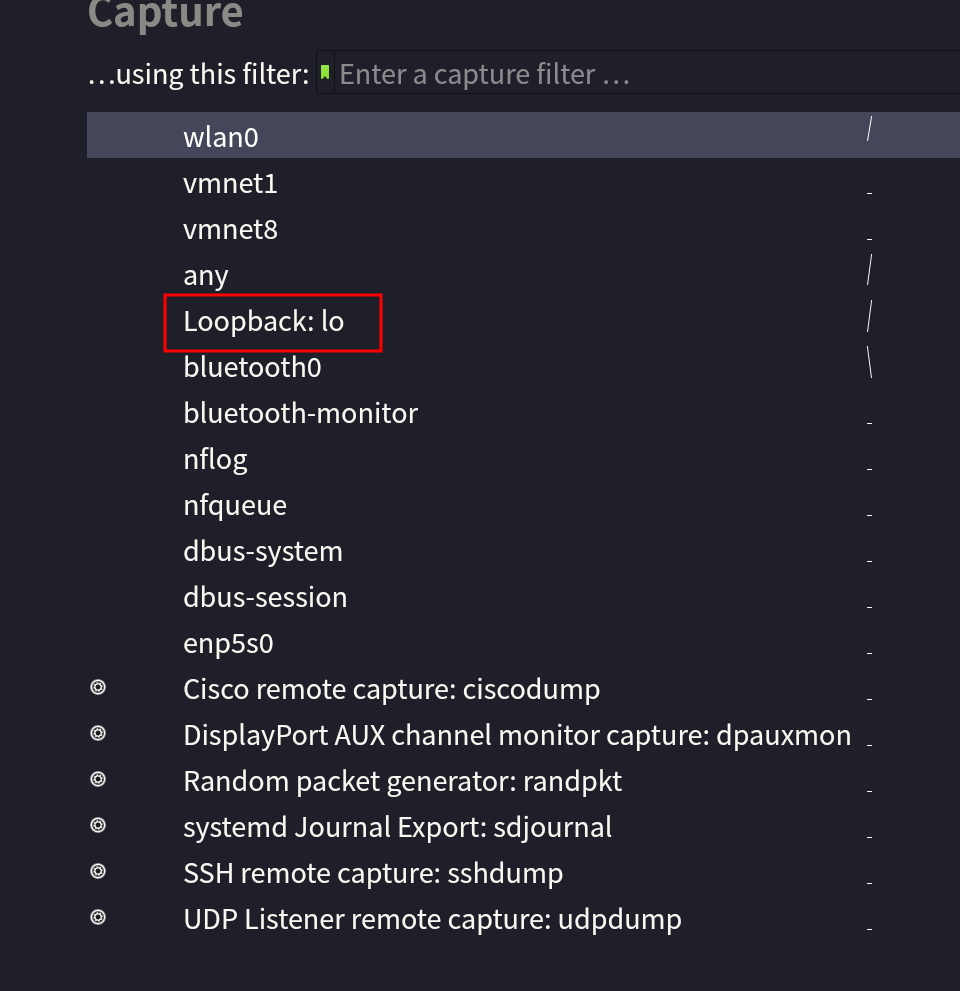 Capture
…using this filter: Enter a capture filter …
wlan0
vmnet1
vmnet8
any
Loopback: lo
bluetooth0
bluetooth-monitor
nflog
nfqueue
dbus-system
dbus-session
enp5s0
Cisco remote capture: ciscodump
DisplayPort AUX channel monitor capture: dpauxmon
Random packet generator: randpkt
systemd Journal Export: sdjournal
SSH remote capture: sshdump
UDP Listener remote capture: udpdump